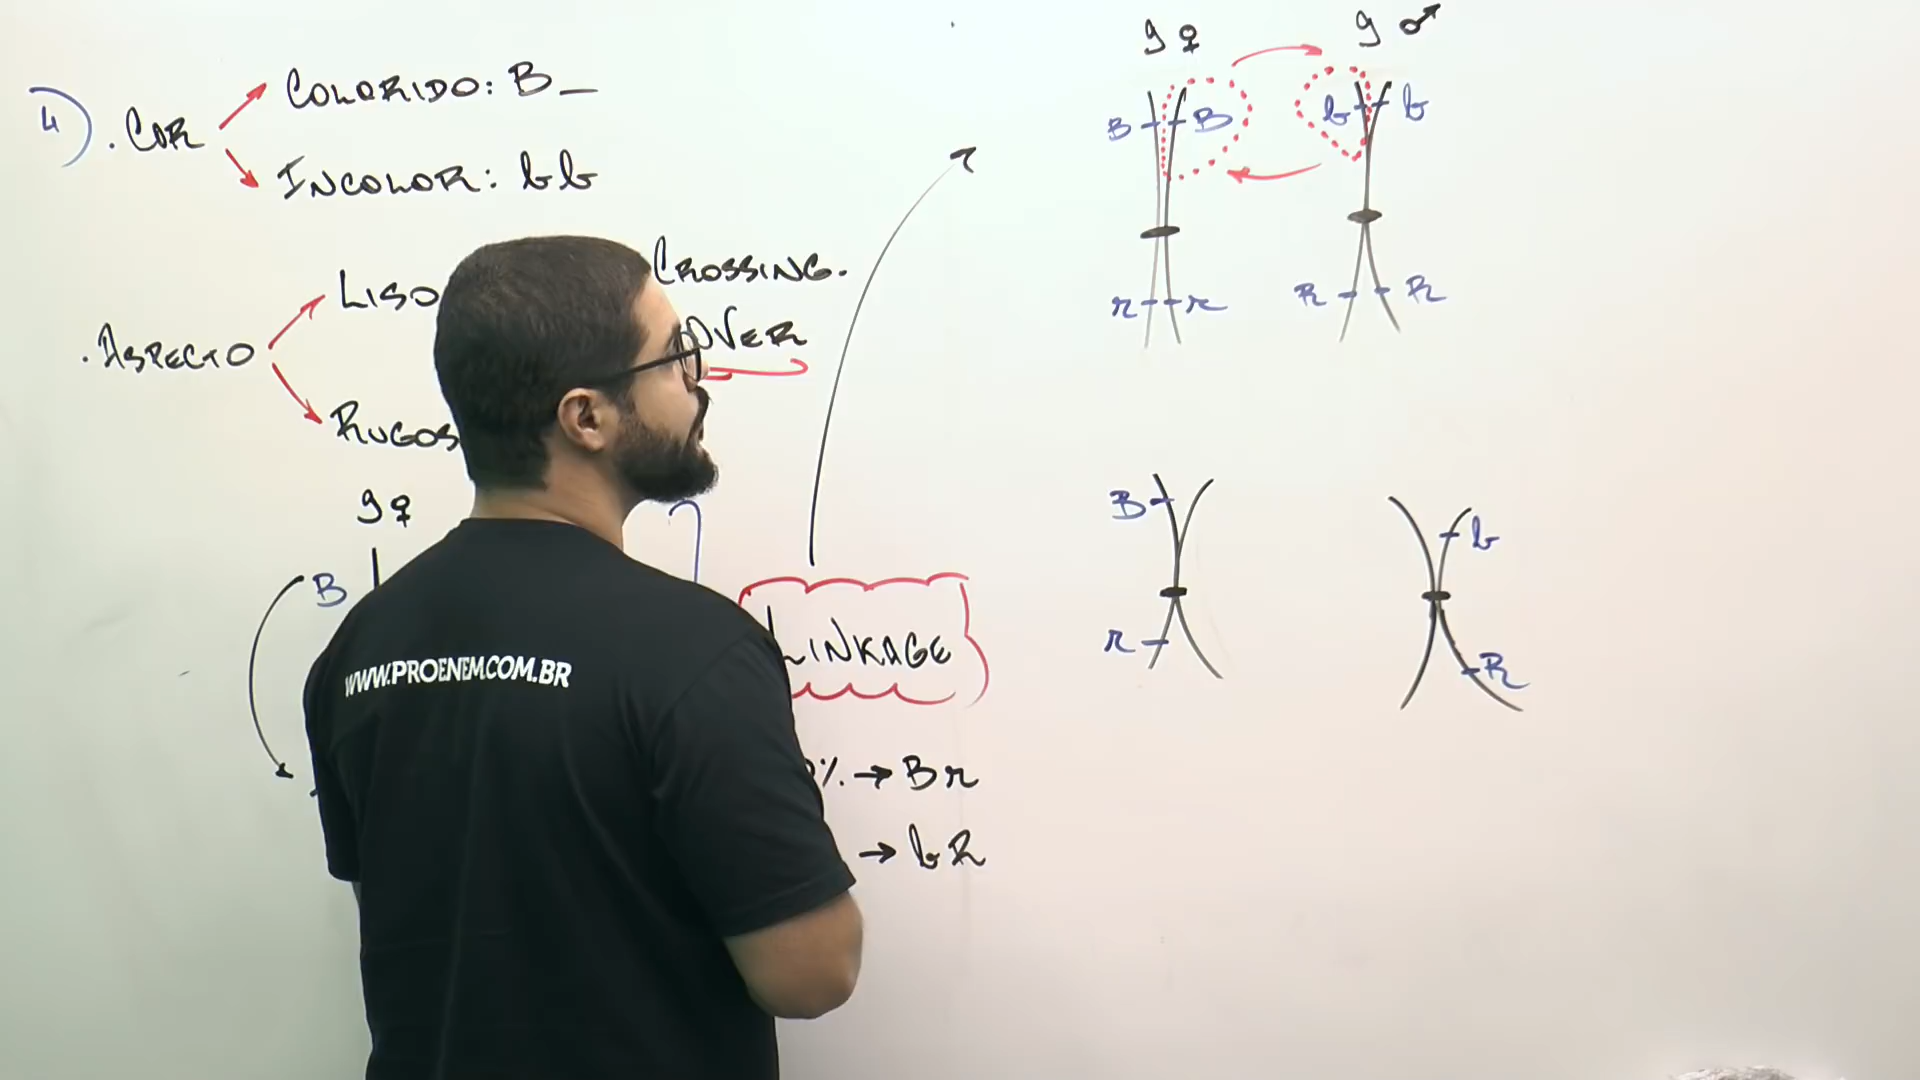 4) . COR
COLORIDO: B_
INCOLOR: bb
. ASPECTO
LISO
RUGOS
CROSSING-
OVER
g ♀
B
LINKAGE
% → Br
→ bR
WWW.PROENEM.COM.BR
g ♀ g ♂
B B b b
r r R R
B b
r R